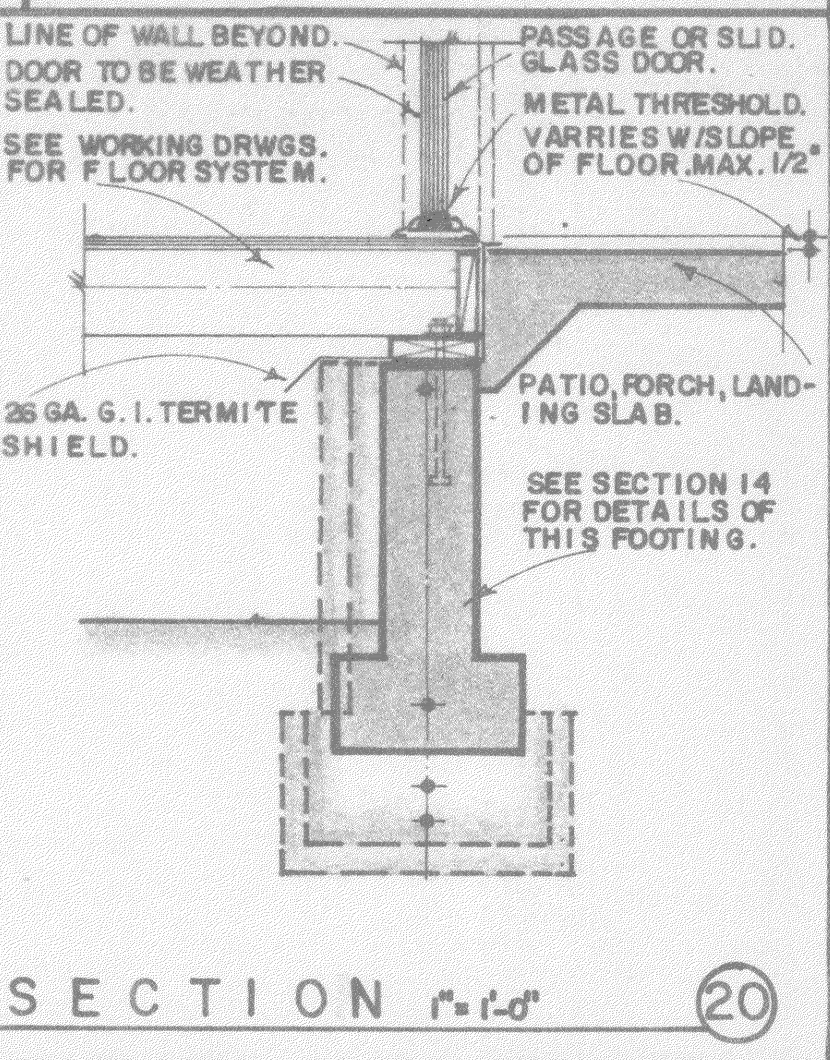 LINE OF WALL BEYOND.
DOOR TO BE WEATHER
SEALED.
SEE WORKING DRWGS.
FOR FLOOR SYSTEM.
PASSAGE OR SLID.
GLASS DOOR.
METAL THRESHOLD.
VARRIES W/SLOPE
OF FLOOR.MAX. 1/2"
26 GA. G. I. TERMITE
SHIELD.
PATIO, PORCH, LAND-
ING SLAB.
SEE SECTION 14
FOR DETAILS OF
THIS FOOTING.
SECTION 1"= 1'-0" 20